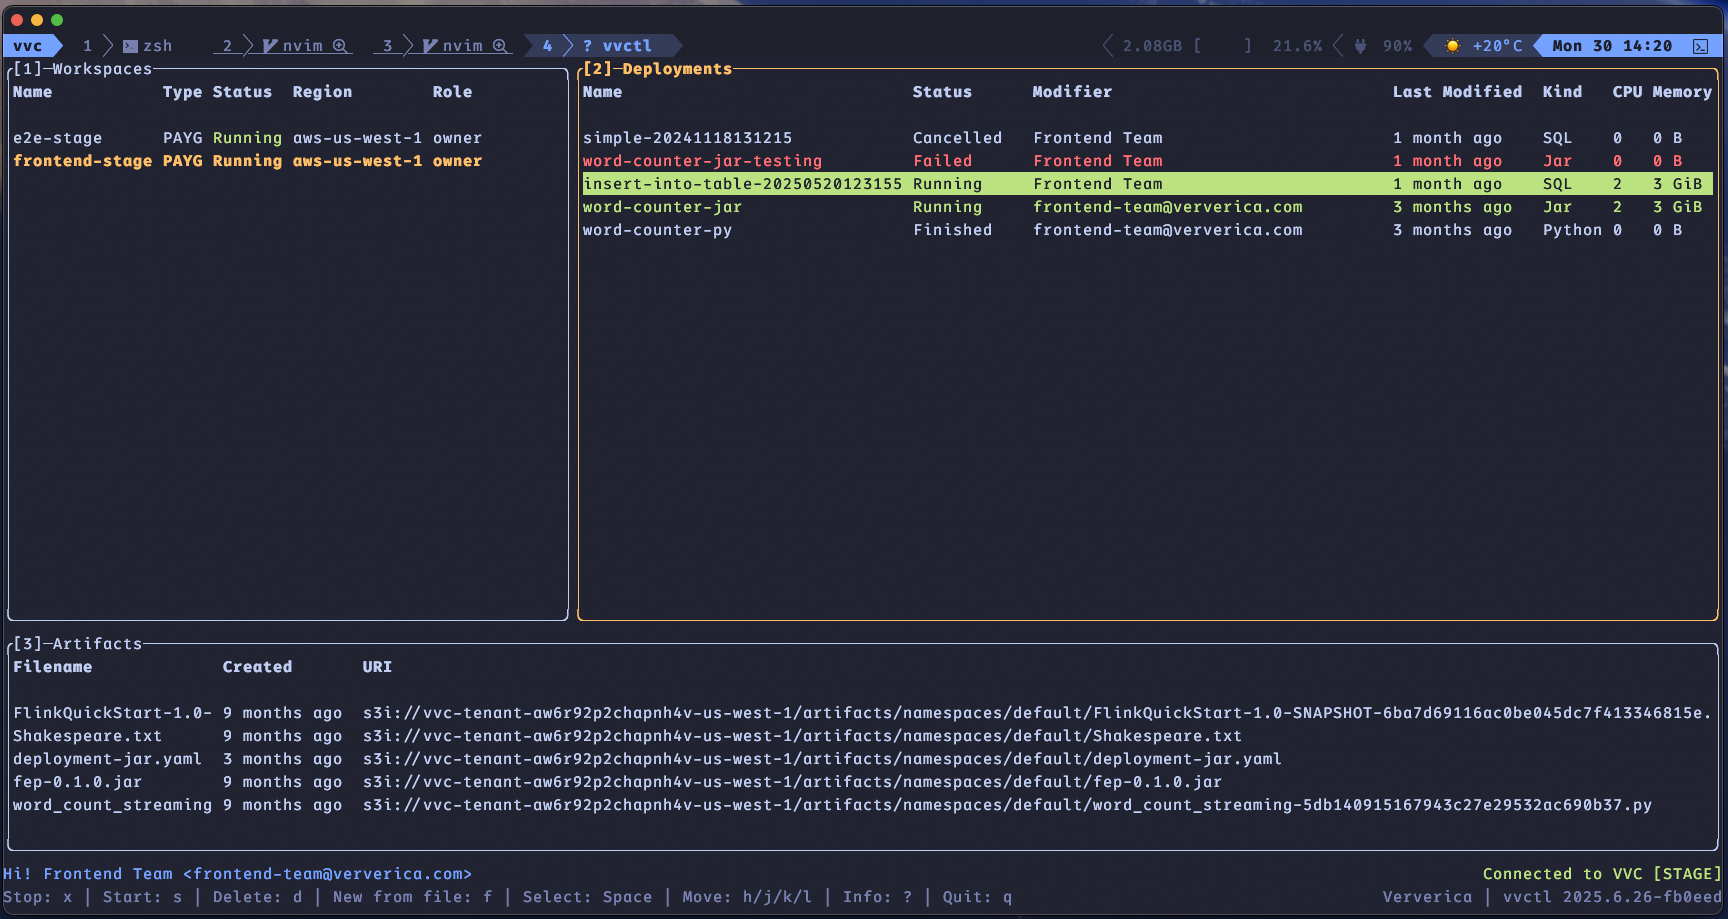 vvc 1 zsh 2 nvim 3 nvim 4 ? vvctl 2.08GB [ ] 21.6% 90% +20°C Mon 30 14:20
[1] Workspaces
Name Type Status Region Role
e2e-stage PAYG Running aws-us-west-1 owner
frontend-stage PAYG Running aws-us-west-1 owner
[2] Deployments
Name Status Modifier Last Modified Kind CPU Memory
simple-20241118131215 Cancelled Frontend Team 1 month ago SQL 0 0 B
word-counter-jar-testing Failed Frontend Team 1 month ago Jar 0 0 B
insert-into-table-20250520123155 Running Frontend Team 1 month ago SQL 2 3 GiB
word-counter-jar Running frontend-team@ververica.com 3 months ago Jar 2 3 GiB
word-counter-py Finished frontend-team@ververica.com 3 months ago Python 0 0 B
[3] Artifacts
Filename Created URI
FlinkQuickStart-1.0- 9 months ago s3i://vvc-tenant-aw6r92p2chapnh4v-us-west-1/artifacts/namespaces/default/FlinkQuickStart-1.0-SNAPSHOT-6ba7d69116ac0be045dc7f413346815e.
Shakespeare.txt 9 months ago s3i://vvc-tenant-aw6r92p2chapnh4v-us-west-1/artifacts/namespaces/default/Shakespeare.txt
deployment-jar.yaml 3 months ago s3i://vvc-tenant-aw6r92p2chapnh4v-us-west-1/artifacts/namespaces/default/deployment-jar.yaml
fep-0.1.0.jar 9 months ago s3i://vvc-tenant-aw6r92p2chapnh4v-us-west-1/artifacts/namespaces/default/fep-0.1.0.jar
word_count_streaming 9 months ago s3i://vvc-tenant-aw6r92p2chapnh4v-us-west-1/artifacts/namespaces/default/word_count_streaming-5db140915167943c27e29532ac690b37.py
Hi! Frontend Team <frontend-team@ververica.com> Connected to VVC [STAGE]
Stop: x | Start: s | Delete: d | New from file: f | Select: Space | Move: h/j/k/l | Info: ? | Quit: q Ververica | vvctl 2025.6.26-fb0eed